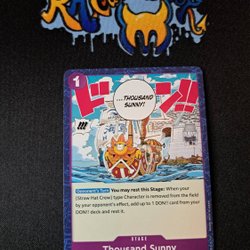 1
ドン!!
...THOUSAND
SUNNY!
Opponent's Turn You may rest this Stage: When your
{Straw Hat Crew} type Character is removed from the field
by your opponent's effect, add up to 1 DON!! card from your
DON!! deck and rest it.
STAGE
Thousand Sunny